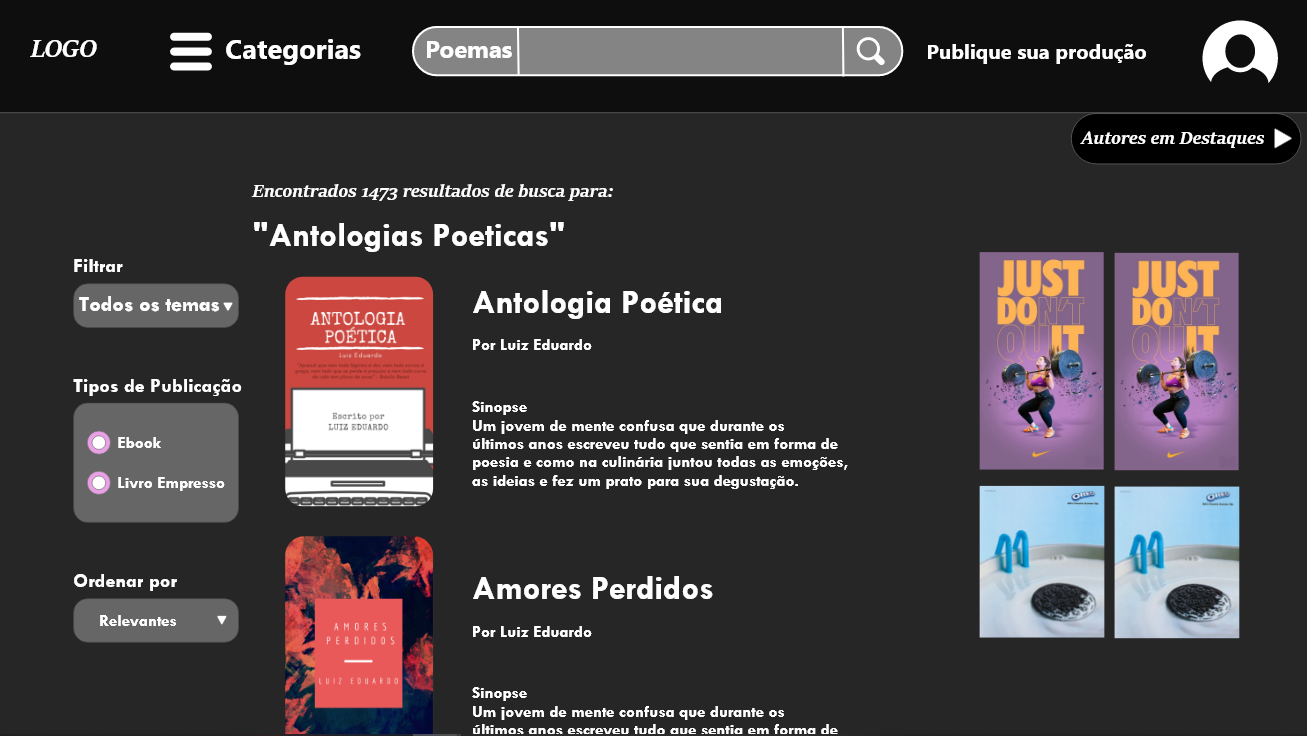 LOGO
Categorias
Poemas
Publique sua produção
Autores em Destaques
Encontrados 1473 resultados de busca para:
"Antologias Poeticas"
Filtrar
Todos os temas
Tipos de Publicação
Ebook
Livro Empresso
Ordenar por
Relevantes
ANTOLOGIA
POÉTICA
Luiz Eduardo
Escrito por
LUIZ EDUARDO
Antologia Poética
Por Luiz Eduardo
Sinopse
Um jovem de mente confusa que durante os
últimos anos escreveu tudo que sentia em forma de
poesia e como na culinária juntou todas as emoções,
as ideias e fez um prato para sua degustação.
AMORES
PERDIDOS
LUIZ EDUARDO
Amores Perdidos
Por Luiz Eduardo
Sinopse
Um jovem de mente confusa que durante os
últimos anos escreveu tudo que sentia em forma de
JUST
DON'T
QUIT
JUST
DON'T
QUIT
OREO
OREO